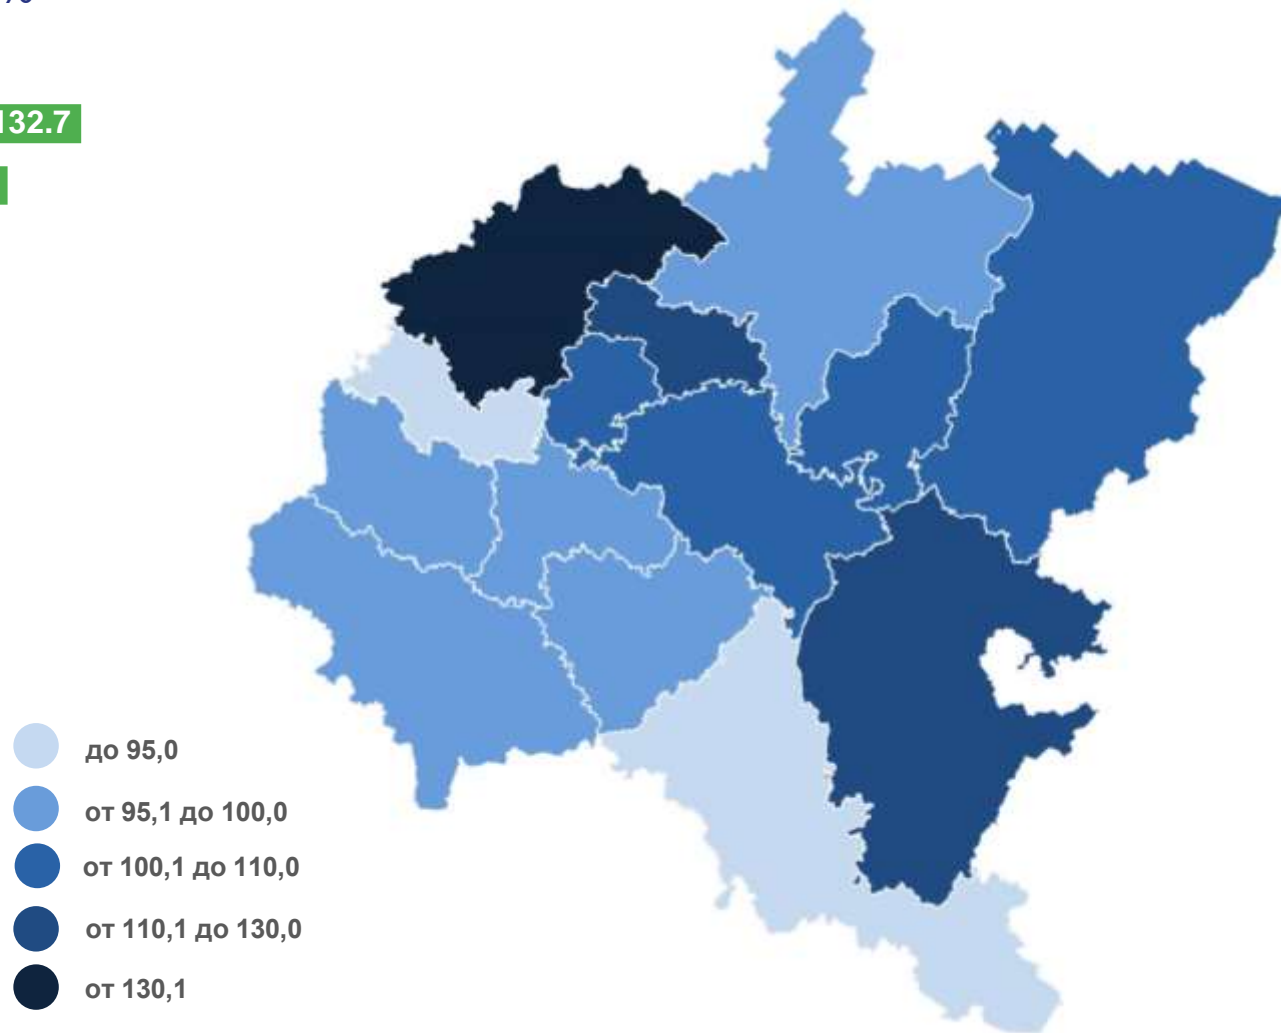 %
132.7
до 95,0
от 95,1 до 100,0
от 100,1 до 110,0
от 110,1 до 130,0
от 130,1